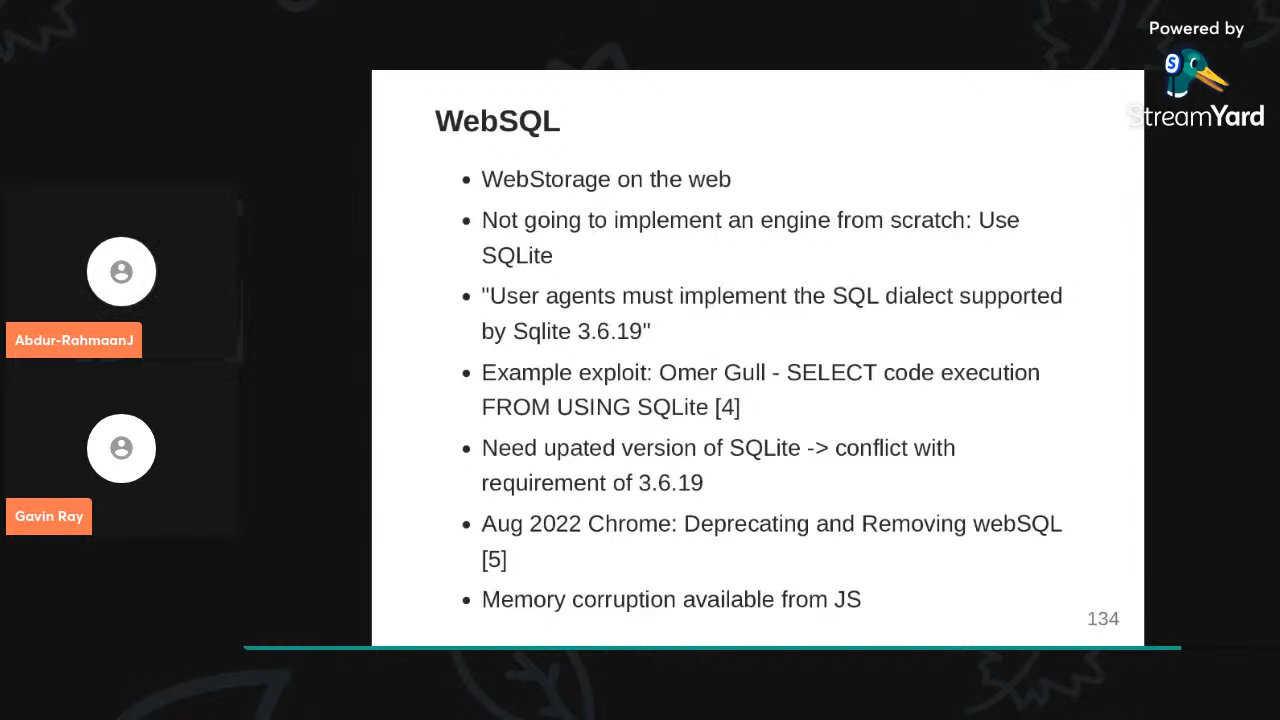 Powered by
StreamYard
WebSQL
WebStorage on the web
Not going to implement an engine from scratch: Use
SQLite
"User agents must implement the SQL dialect supported
by Sqlite 3.6.19"
Example exploit: Omer Gull - SELECT code execution
FROM USING SQLite [4]
Need upated version of SQLite -> conflict with
requirement of 3.6.19
Aug 2022 Chrome: Deprecating and Removing webSQL
[5]
Memory corruption available from JS
134
Abdur-RahmaanJ
Gavin Ray